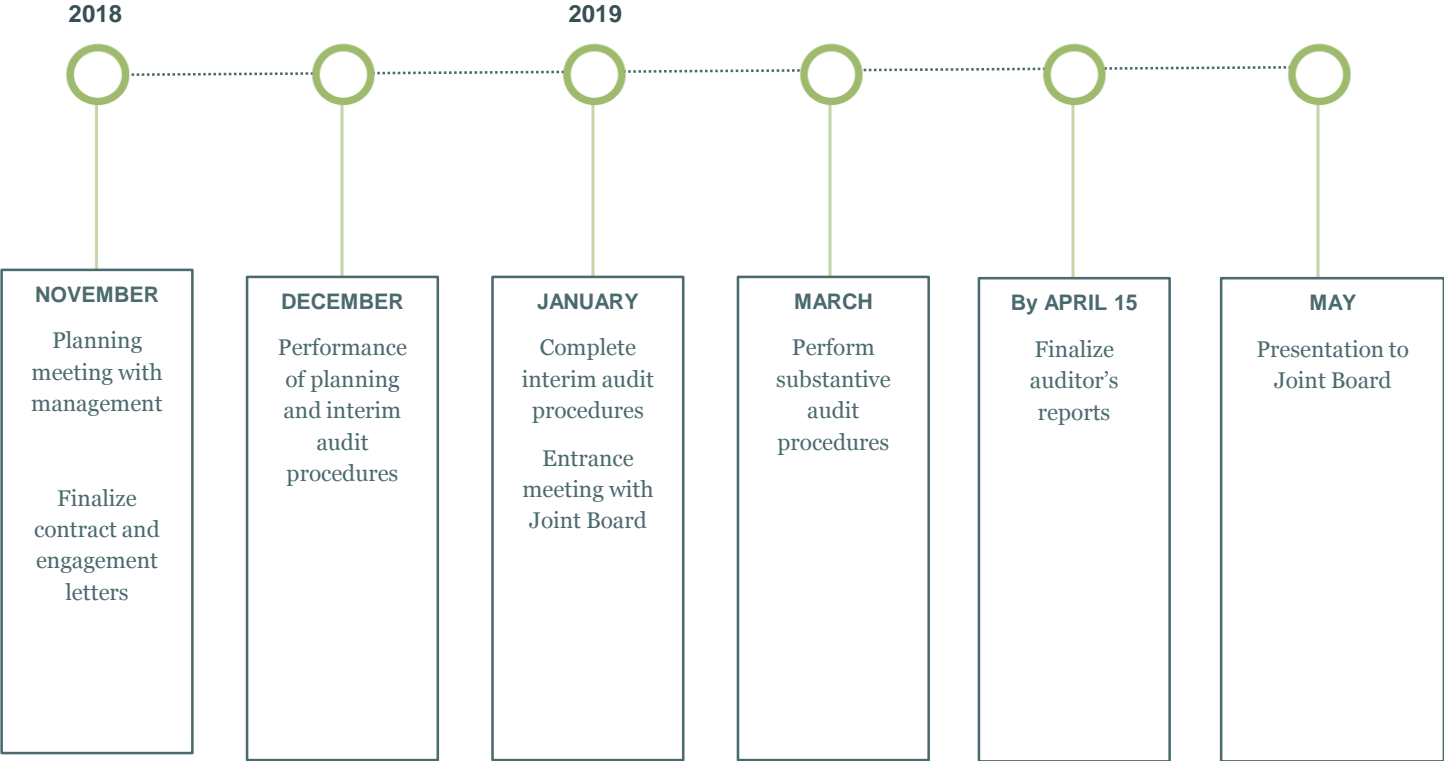 2018
2019
NOVEMBER
Planning
meeting with
management
Finalize
contract and
engagement
letters
DECEMBER
Performance
of planning
and interim
audit
procedures
JANUARY
Complete
interim audit
procedures
Entrance
meeting with
Joint Board
MARCH
Perform
substantive
audit
procedures
By APRIL 15
Finalize
auditor’s
reports
MAY
Presentation to
Joint Board